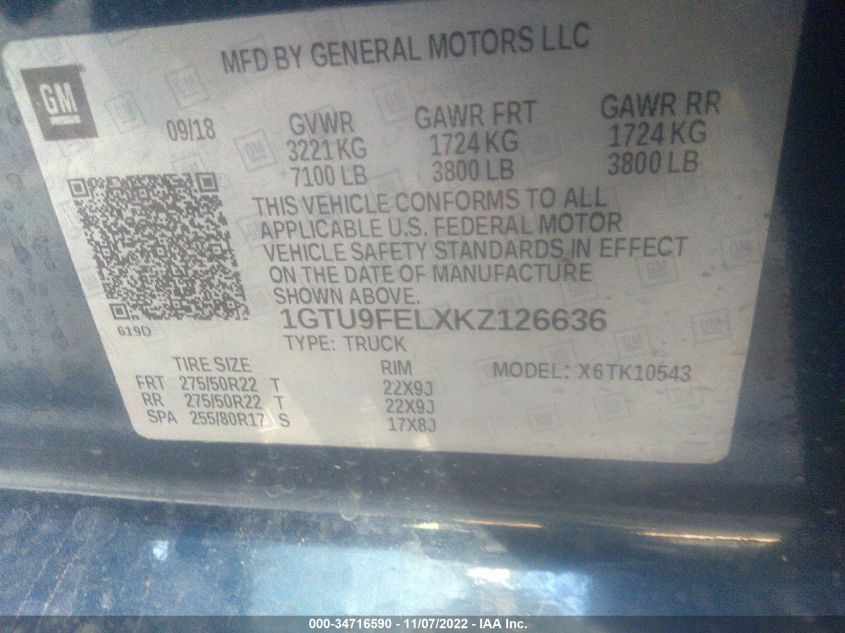 MFD BY GENERAL MOTORS LLC
GM
09/18
GVWR GAWR FRT GAWR RR
3221 KG 1724 KG 1724 KG
7100 LB 3800 LB 3800 LB
THIS VEHICLE CONFORMS TO ALL
APPLICABLE U.S. FEDERAL MOTOR
VEHICLE SAFETY STANDARDS IN EFFECT
ON THE DATE OF MANUFACTURE
SHOWN ABOVE.
619D
1GTU9FELXKZ126636
TYPE: TRUCK
TIRE SIZE RIM MODEL: X6TK10543
FRT 275/50R22 T 22X9J
RR 275/50R22 T 22X9J
SPA 255/80R17 S 17X8J
000-34716590 - 11/07/2022 - IAA Inc.